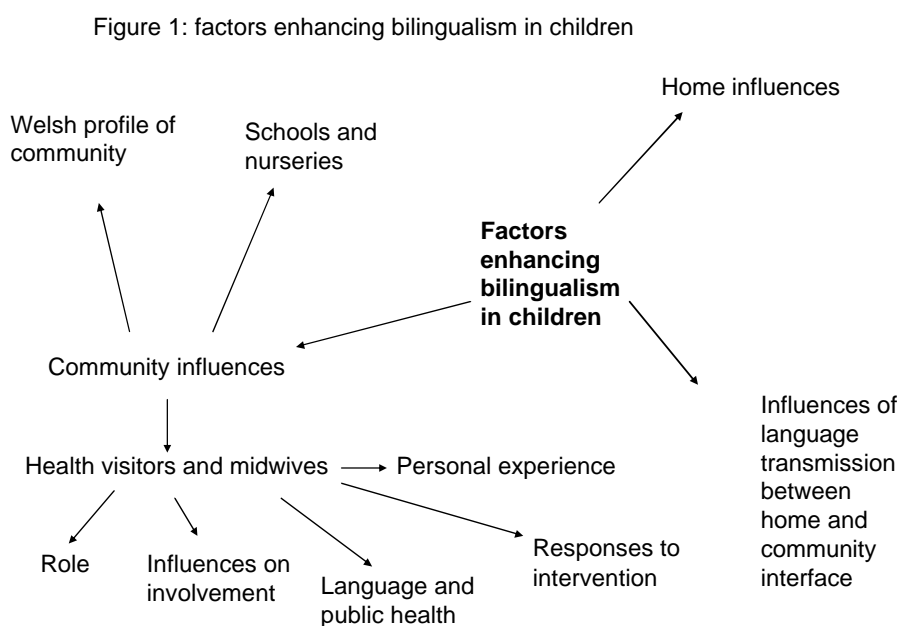 Figure 1: factors enhancing bilingualism in children
Home influences
Welsh profile of
community
Schools and
nurseries
Factors
enhancing
bilingualism
in children
Community influences
Influences of
language
transmission
between
home and
community
interface
Health visitors and midwives
Personal experience
Role
Influences on
involvement
Language and
public health
Responses to
intervention